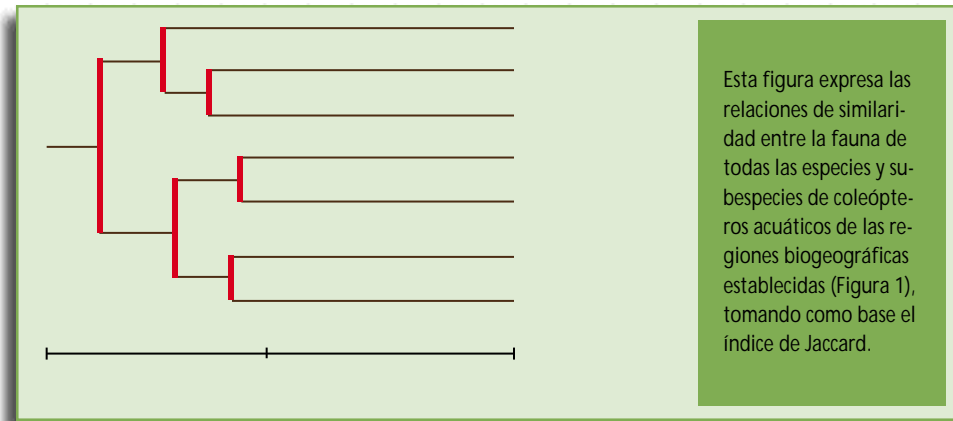 Esta figura expresa las
relaciones de similari-
dad entre la fauna de
todas las especies y su-
bespecies de coleópte-
ros acuáticos de las re-
giones biogeográficas
establecidas (Figura 1),
tomando como base el
índice de Jaccard.